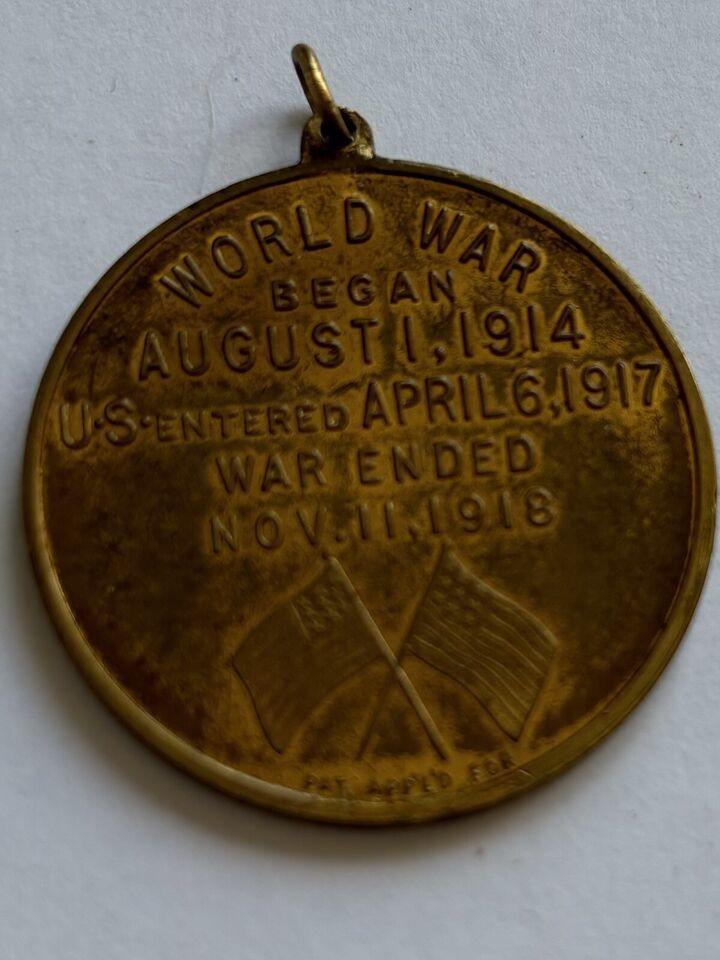 WORLD WAR
BEGAN
AUGUST 1, 1914
U·S· ENTERED APRIL 6, 1917
WAR ENDED
NOV. 11, 1918
PAT. APPL'D FOR